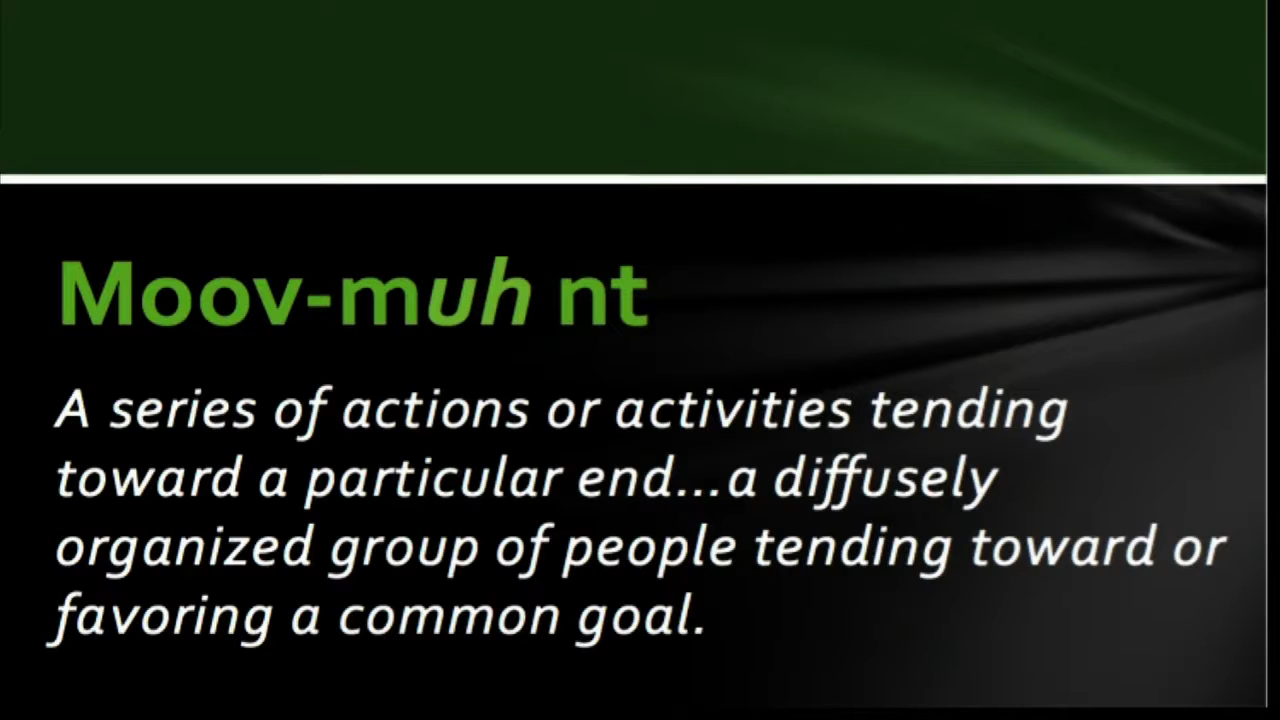 Moov-muh nt
A series of actions or activities tending
toward a particular end...a diffusely
organized group of people tending toward or
favoring a common goal.